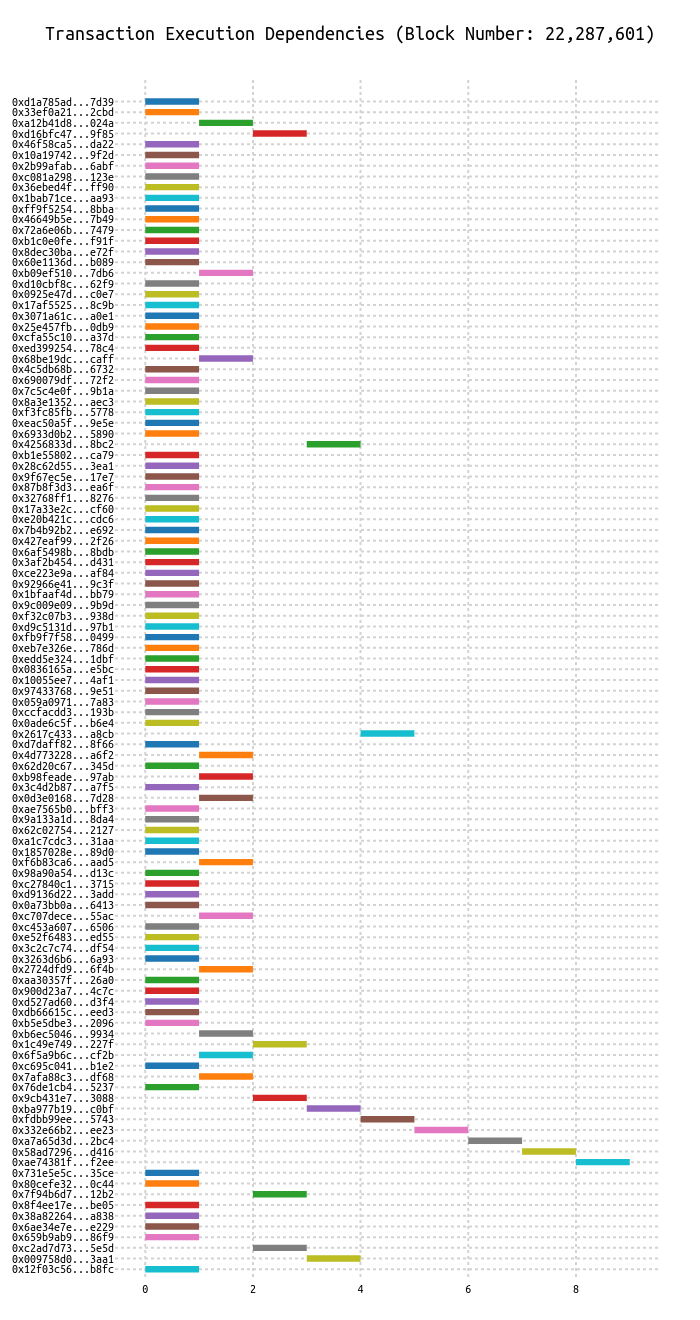 Transaction Execution Dependencies (Block Number: 22,287,601)
0xd1a785ad...7d39
0x33ef0a21...2cbd
0xa12b41d8...024a
0xd16bfc47...9f85
0x46f58ca5...da22
0x10a19742...9f2d
0x2b99afab...6abf
0xc081a298...123e
0x36ebed4f...ff90
0x1bab71ce...aa93
0xff9f5254...8bba
0x46649b5e...7b49
0x72a6e06b...7479
0xb1c0e0fe...f91f
0x8dec30ba...e72f
0x60e1136d...b089
0xb09ef510...7db6
0xd10cbf8c...62f9
0x0925e47d...c0e7
0x17af5525...8c9b
0x3071a61c...a0e1
0x25e457fb...0db9
0xcfa55c10...a37d
0xed399254...78c4
0x68be19dc...caff
0x4c5db68b...6732
0x690079df...72f2
0x7c5c4e0f...9b1a
0x8a3e1352...aec3
0xf3fc85fb...5778
0xeac50a5f...9e5e
0x6933d0b2...5890
0x4256833d...8bc2
0xb1e55802...ca79
0x28c62d55...3ea1
0x9f67ec5e...17e7
0x87b8f3d3...ea6f
0x32768ff1...8276
0x17a33e2c...cf60
0xe20b421c...cdc6
0x7b4b92b2...e692
0x427eaf99...2f26
0x6af5498b...8bdb
0x3af2b454...d431
0xce223e9a...af84
0x92966e41...9c3f
0x1bfaaf4d...bb79
0x9c009e09...9b9d
0xf32c07b3...938d
0xd9c5131d...97b1
0xfb9f7f58...0499
0xeb7e326e...786d
0xedd5e324...1dbf
0x0836165a...e5bc
0x10055ee7...4af1
0x97433768...9e51
0x059a0971...7a83
0xccfacdd3...193b
0x0ade6c5f...b6e4
0x2617c433...a8cb
0xd7daff82...8f66
0x4d773228...a6f2
0x62d20c67...345d
0xb98feade...97ab
0x3c4d2b87...a7f5
0x0d3e0168...7d28
0xae7565b0...bff3
0x9a133a1d...8da4
0x62c02754...2127
0xa1c7cdc3...31aa
0x1857028e...89d0
0xf6b83ca6...aad5
0x98a90a54...d13c
0xc27840c1...3715
0xd9136d22...3add
0x0a73bb0a...6413
0xc707dece...55ac
0xc453a607...6506
0xe52f6483...ed55
0x3c2c7c74...df54
0x3263d6b6...6a93
0x2724dfd9...6f4b
0xaa30357f...26a0
0x900d23a7...4c7c
0xd527ad60...d3f4
0xdb66615c...eed3
0xb5e5dbe3...2096
0xb6ec5046...9934
0x1c49e749...227f
0x6f5a9b6c...cf2b
0xc695c041...b1e2
0x7afa88c3...df68
0x76de1cb4...5237
0x9cb431e7...3088
0xba977b19...c0bf
0xfdbb99ee...5743
0x332e66b2...ee23
0xa7a65d3d...2bc4
0x58ad7296...d416
0xae74381f...f2ee
0x731e5e5c...35ce
0x80cefe32...0c44
0x7f94b6d7...12b2
0x8f4ee17e...be05
0x38a82264...a838
0x6ae34e7e...e229
0x659b9ab9...86f9
0xc2ad7d73...5e5d
0x009758d0...3aa1
0x12f03c56...b8fc
0 2 4 6 8